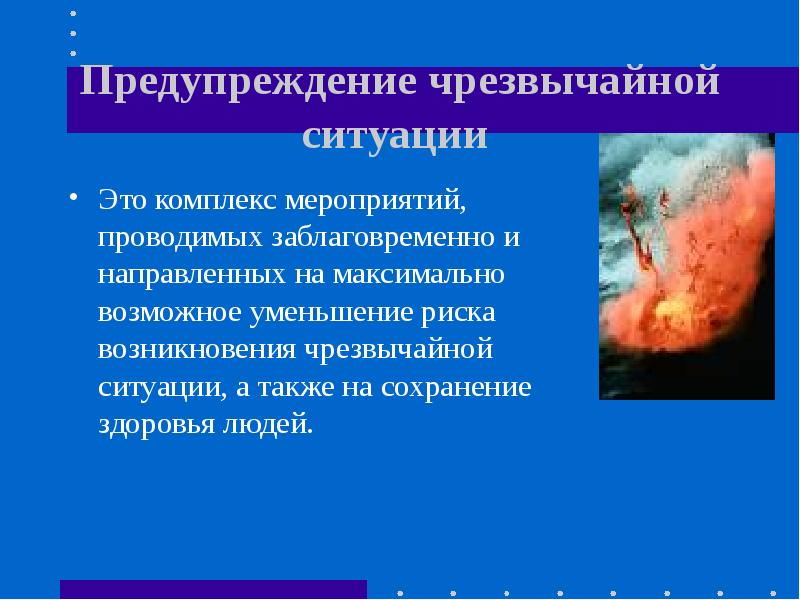 Предупреждение чрезвычайной
ситуации
• Это комплекс мероприятий,
проводимых заблаговременно и
направленных на максимально
возможное уменьшение риска
возникновения чрезвычайной
ситуации, а также на сохранение
здоровья людей.